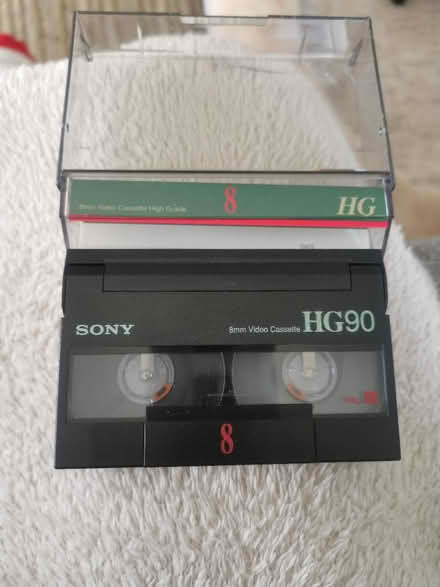 8mm Video Cassette High Grade 8 HG
SONY 8mm Video Cassette HG90
8